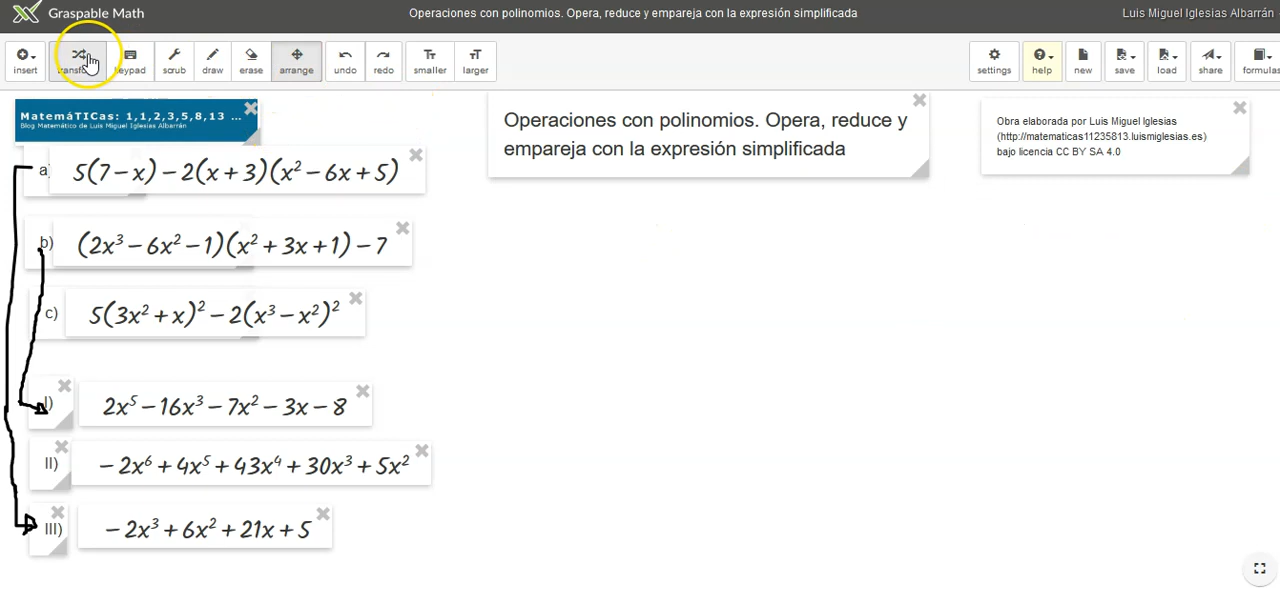 Graspable Math
Operaciones con polinomios. Opera, reduce y empareja con la expresión simplificada
Luis Miguel Iglesias Albarrán
insert
transform
keypad
scrub
draw
erase
arrange
undo
redo
smaller
larger
settings
help
new
save
load
share
formulas
MatemáTICas: 1,1,2,3,5,8,13 ...
Blog Matemático de Luis Miguel Iglesias Albarrán
Operaciones con polinomios. Opera, reduce y
empareja con la expresión simplificada
Obra elaborada por Luis Miguel Iglesias
(http://matematicas11235813.luismiglesias.es)
bajo licencia CC BY SA 4.0
a) 5(7−x)−2(x+3)(x²−6x+5)
b) (2x³−6x²−1)(x²+3x+1)−7
c) 5(3x²+x)²−2(x³−x²)²
I) 2x⁵−16x³−7x²−3x−8
II) −2x⁶+4x⁵+43x⁴+30x³+5x²
III) −2x³+6x²+21x+5